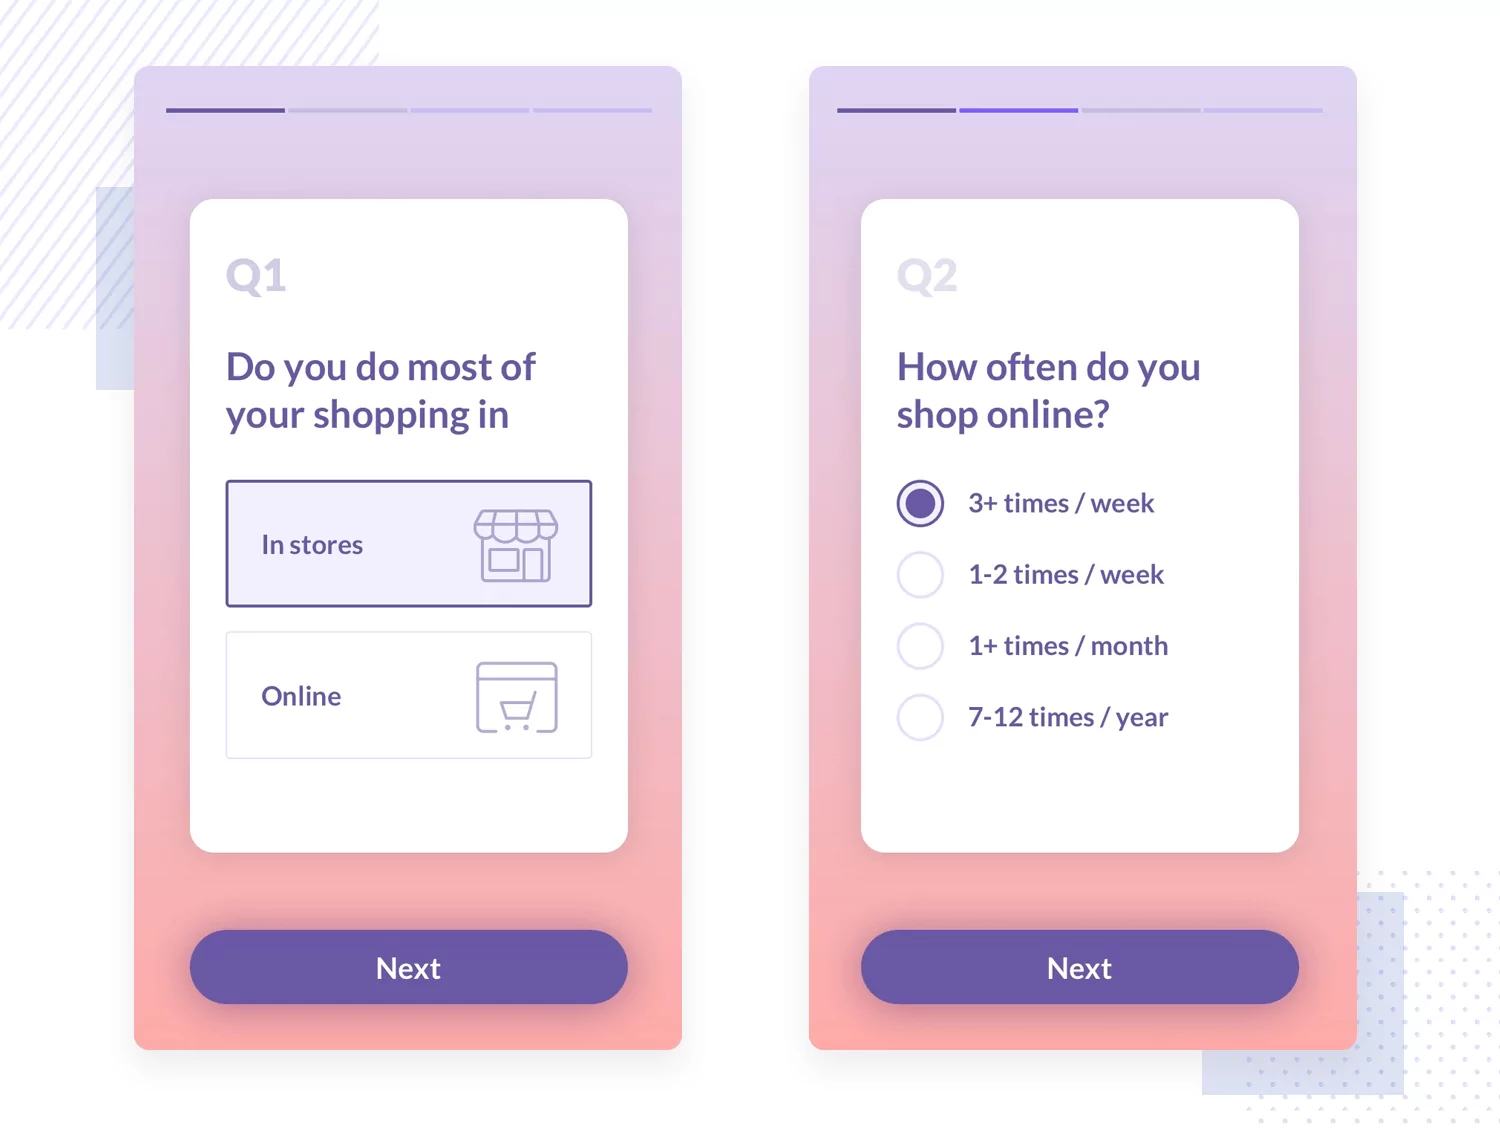 Q1
Do you do most of
your shopping in
In stores
Online
Next
Q2
How often do you
shop online?
3+ times / week
1-2 times / week
1+ times / month
7-12 times / year
Next